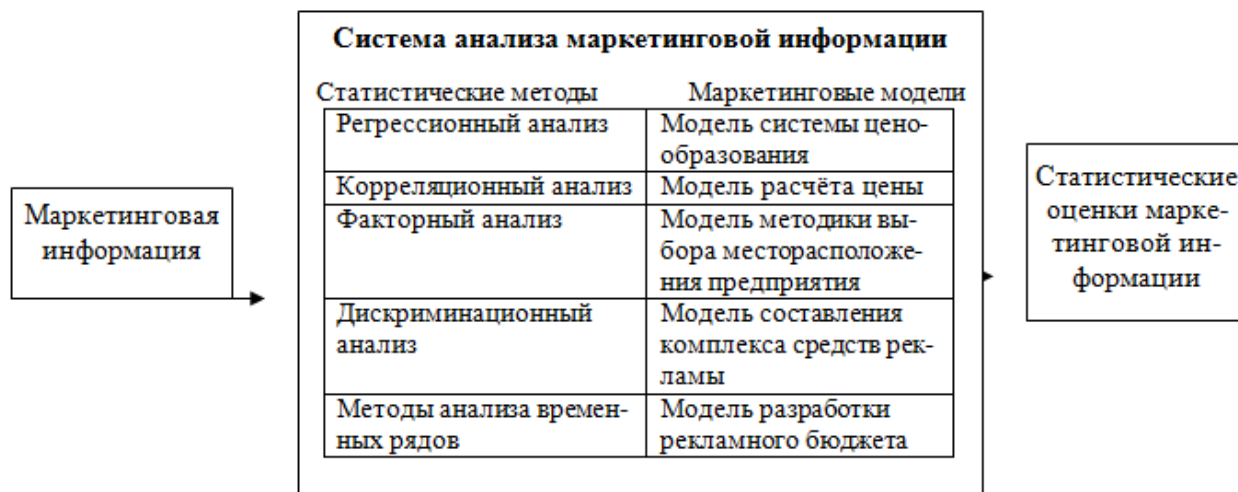 Система анализа маркетинговой информации
Статистические методы Маркетинговые модели
Регрессионный анализ
Модель системы цено-
образования
Корреляционный анализ
Модель расчёта цены
Факторный анализ
Модель методики вы-
бора месторасположе-
ния предприятия
Дискриминационный
анализ
Модель составления
комплекса средств рек-
ламы
Методы анализа времен-
ных рядов
Модель разработки
рекламного бюджета
Маркетинговая
информация
Статистические
оценки марке-
тинговой ин-
формации